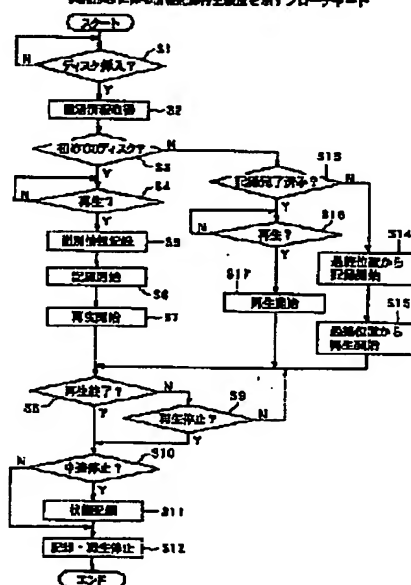 スタート
S1
N
ディスク挿入？
Y
識別情報取得
S2
初めてのディスク？
N
S3
Y
N
S4
再生？
Y
識別情報記録
S5
記録開始
S6
再生開始
S7
S13
記録完了済み？
N
Y
N
S16
再生？
Y
S17
再生開始
S14
最終位置から
記録開始
S15
最終位置から
再生開始
再生終了？
N
S8
Y
S9
再生停止？
N
Y
S10
中途停止？
N
Y
状態記憶
S11
記録・再生停止
S12
エンド